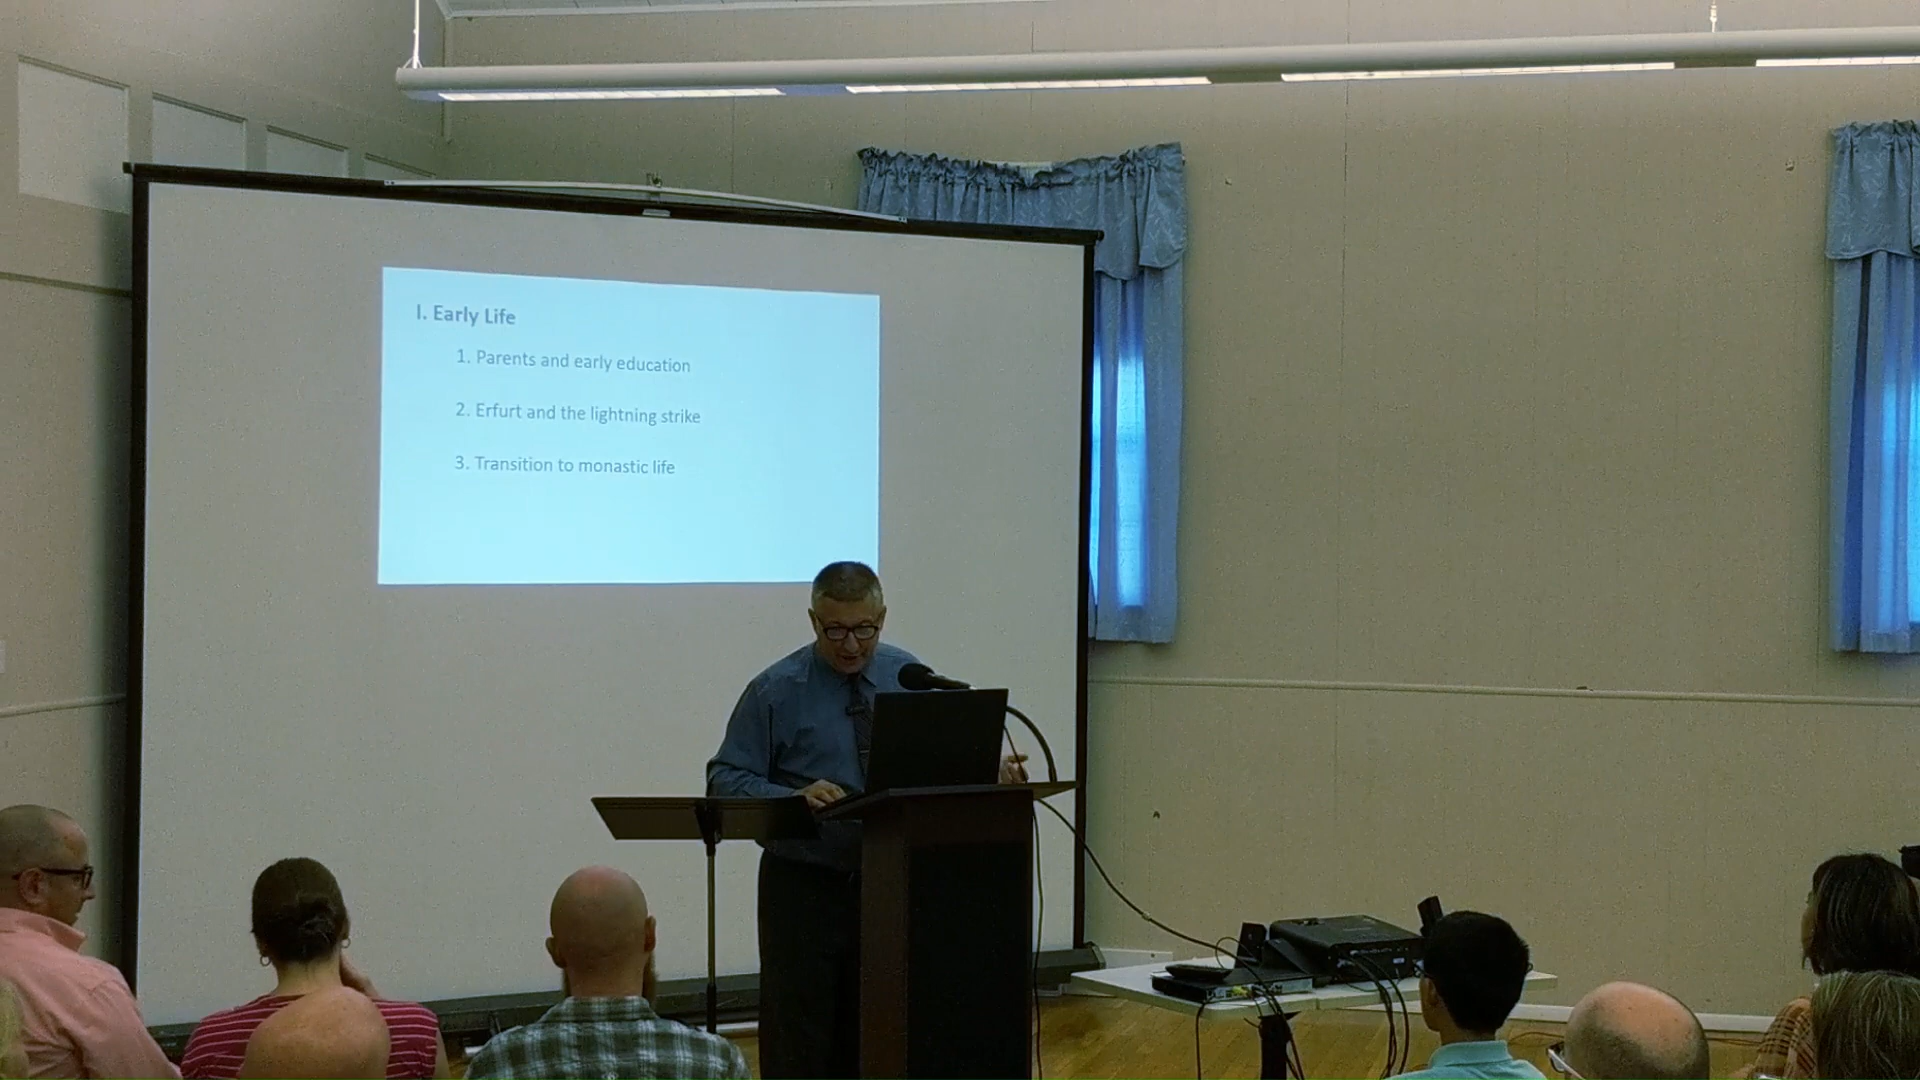 I. Early Life
1. Parents and early education
2. Erfurt and the lightning strike
3. Transition to monastic life